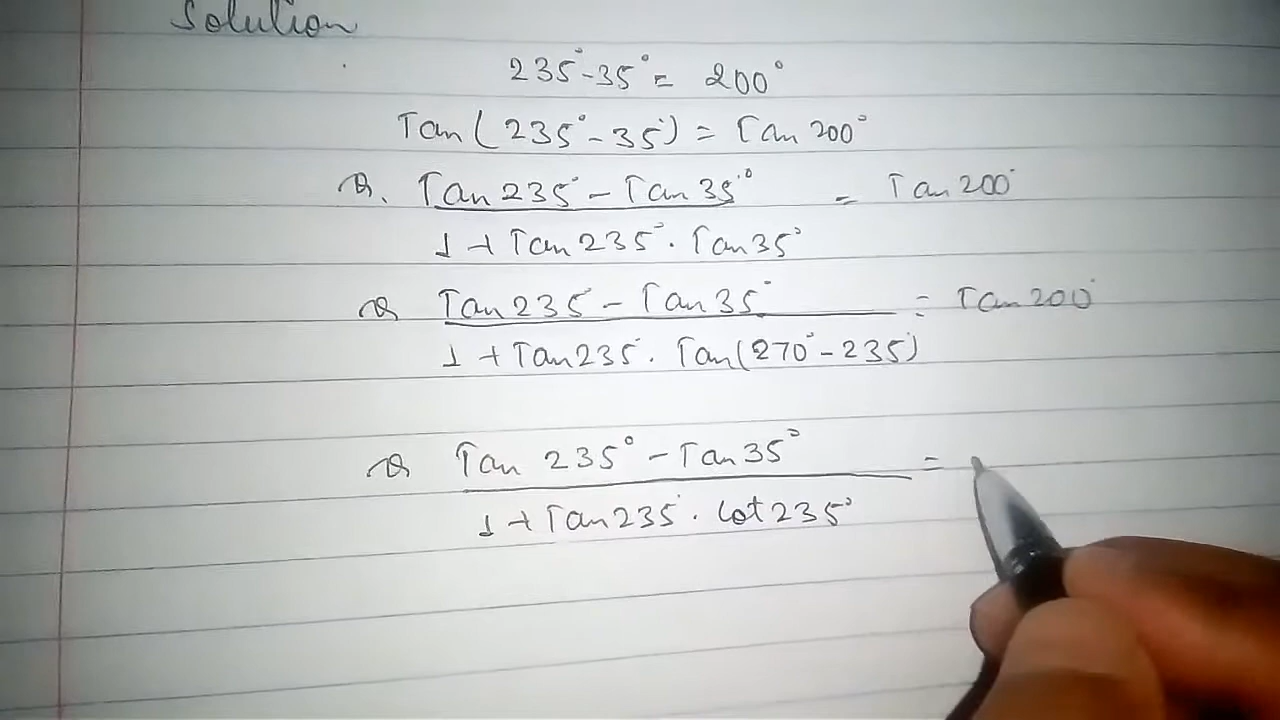 Solution
235° - 35° = 200°
Tan (235° - 35°) = Tan 200°
Tan 235° - Tan 35° = Tan 200°
1 + Tan 235° . Tan 35°
Tan 235° - Tan 35° = Tan 200°
1 + Tan 235° . Tan (270° - 235°)
Tan 235° - Tan 35° =
1 + Tan 235° . Cot 235°